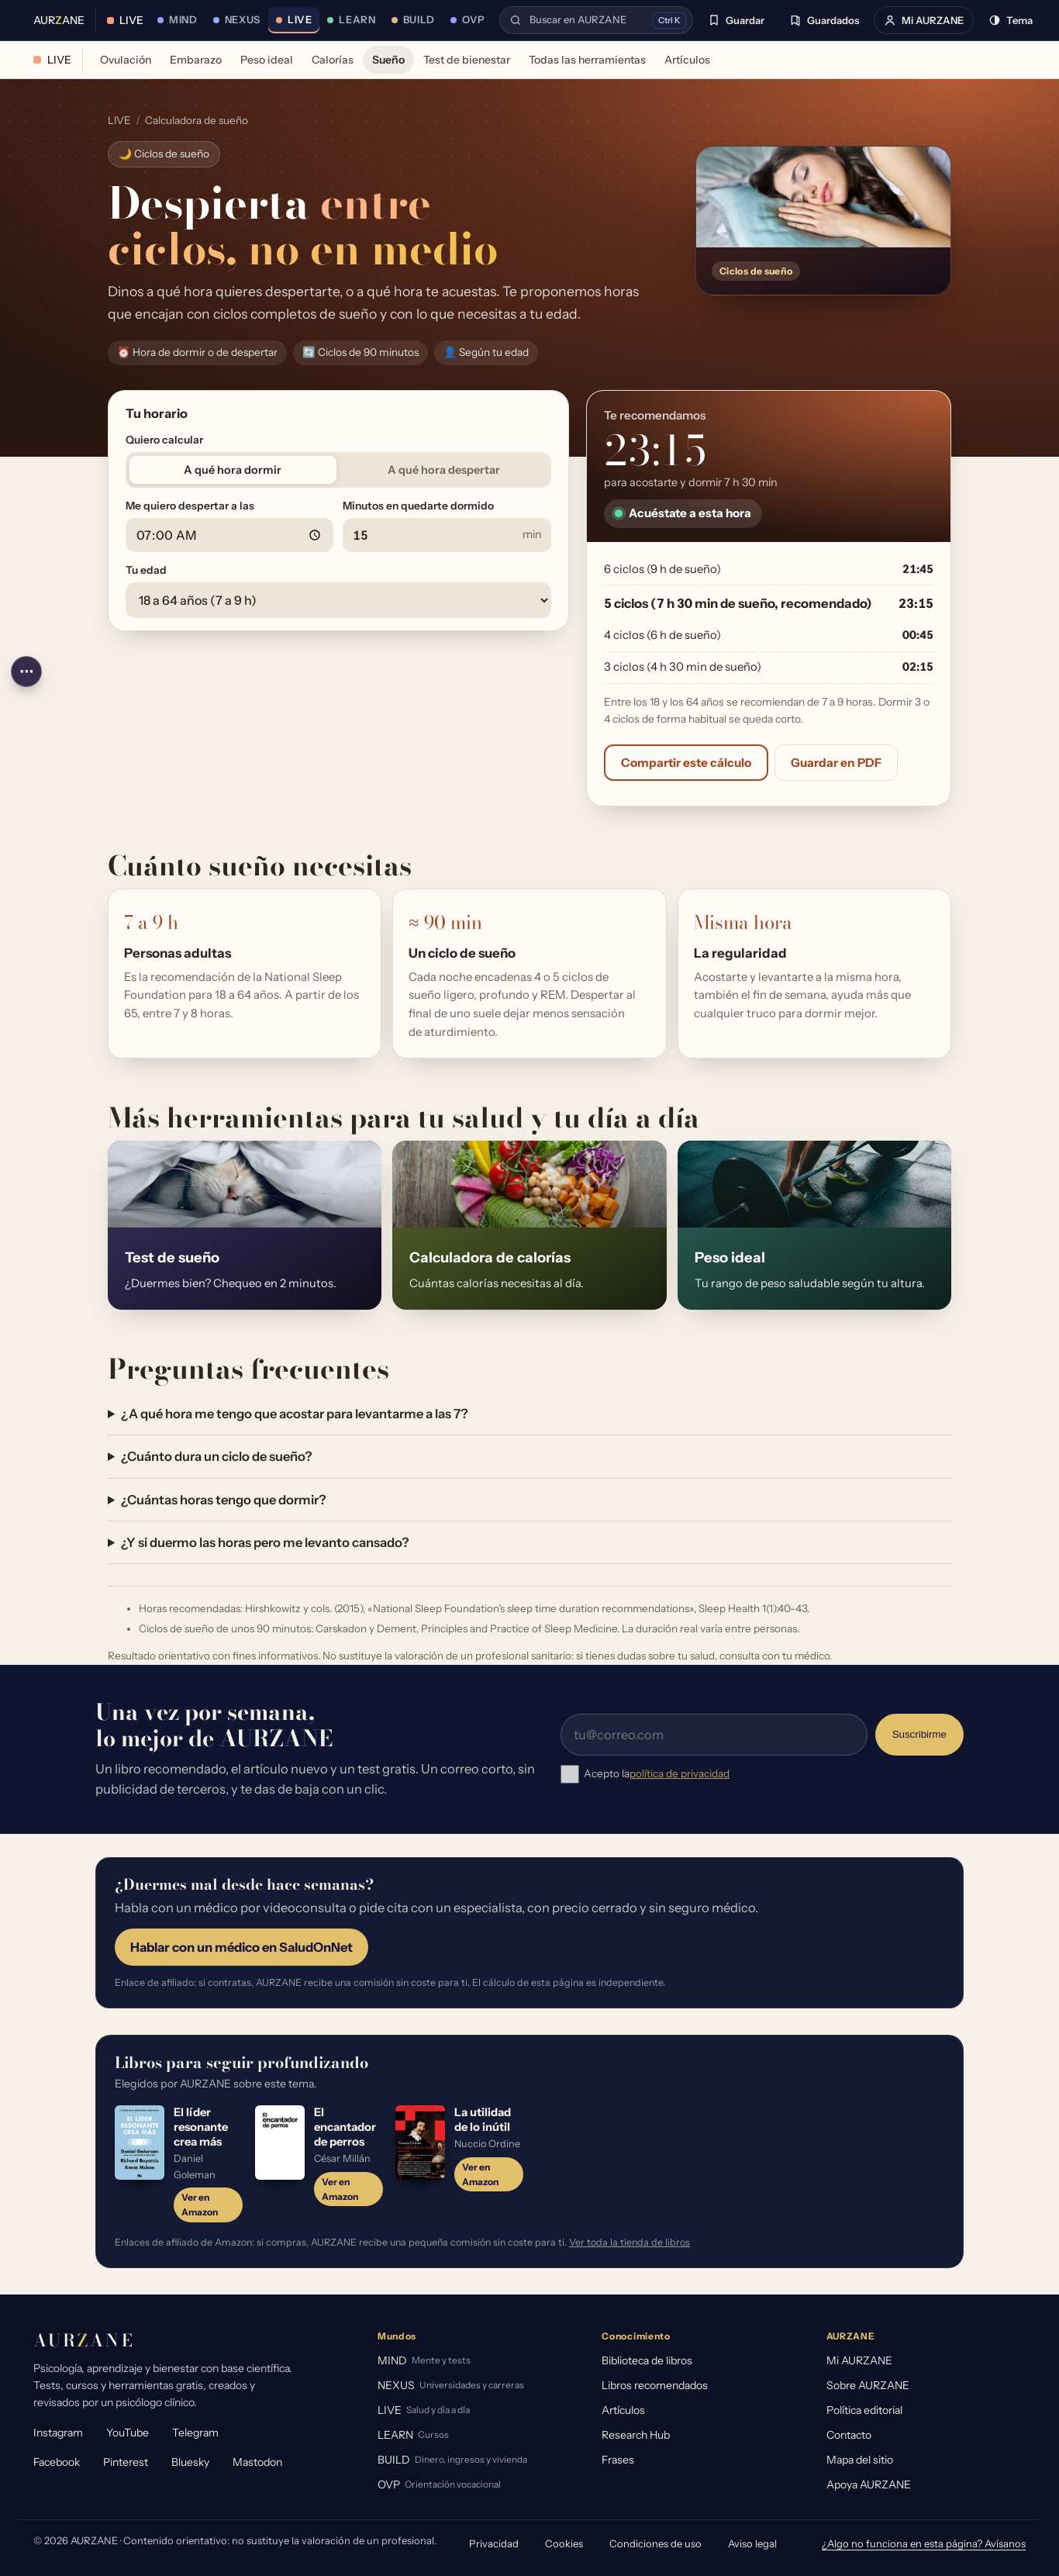 AURZANE
LIVE
MIND
NEXUS
LIVE
LEARN
BUILD
OVP
Buscar en AURZANE
Ctrl K
Guardar
Guardados
Mi AURZANE
Tema
LIVE
Ovulación
Embarazo
Peso ideal
Calorías
Sueño
Test de bienestar
Todas las herramientas
Artículos
LIVE / Calculadora de sueño
🌙 Ciclos de sueño
Despierta entre
ciclos, no en medio
Dinos a qué hora quieres despertarte, o a qué hora te acuestas. Te proponemos horas
que encajan con ciclos completos de sueño y con lo que necesitas a tu edad.
⏰ Hora de dormir o de despertar
🔄 Ciclos de 90 minutos
👤 Según tu edad
Ciclos de sueño
Tu horario
Quiero calcular
A qué hora dormir
A qué hora despertar
Me quiero despertar a las
Minutos en quedarte dormido
07:00 AM
15
min
Tu edad
18 a 64 años (7 a 9 h)
Te recomendamos
23:15
para acostarte y dormir 7 h 30 min
Acuéstate a esta hora
6 ciclos (9 h de sueño) 21:45
5 ciclos (7 h 30 min de sueño, recomendado) 23:15
4 ciclos (6 h de sueño) 00:45
3 ciclos (4 h 30 min de sueño) 02:15
Entre los 18 y los 64 años se recomiendan de 7 a 9 horas. Dormir 3 o
4 ciclos de forma habitual se queda corto.
Compartir este cálculo
Guardar en PDF
Cuánto sueño necesitas
7 a 9 h
Personas adultas
Es la recomendación de la National Sleep
Foundation para 18 a 64 años. A partir de los
65, entre 7 y 8 horas.
≈ 90 min
Un ciclo de sueño
Cada noche encadenas 4 o 5 ciclos de
sueño ligero, profundo y REM. Despertar al
final de uno suele dejar menos sensación
de aturdimiento.
Misma hora
La regularidad
Acostarte y levantarte a la misma hora,
también el fin de semana, ayuda más que
cualquier truco para dormir mejor.
Más herramientas para tu salud y tu día a día
Test de sueño
¿Duermes bien? Chequeo en 2 minutos.
Calculadora de calorías
Cuántas calorías necesitas al día.
Peso ideal
Tu rango de peso saludable según tu altura.
Preguntas frecuentes
¿A qué hora me tengo que acostar para levantarme a las 7?
¿Cuánto dura un ciclo de sueño?
¿Cuántas horas tengo que dormir?
¿Y si duermo las horas pero me levanto cansado?
• Horas recomendadas: Hirshkowitz y cols. (2015), «National Sleep Foundation's sleep time duration recommendations», Sleep Health 1(1):40-43.
• Ciclos de sueño de unos 90 minutos: Carskadon y Dement, Principles and Practice of Sleep Medicine. La duración real varía entre personas.
Resultado orientativo con fines informativos. No sustituye la valoración de un profesional sanitario: si tienes dudas sobre tu salud, consulta con tu médico.
Una vez por semana,
lo mejor de AURZANE
Un libro recomendado, el artículo nuevo y un test gratis. Un correo corto, sin
publicidad de terceros, y te das de baja con un clic.
tu@correo.com
Suscribirme
Acepto la política de privacidad
¿Duermes mal desde hace semanas?
Habla con un médico por videoconsulta o pide cita con un especialista, con precio cerrado y sin seguro médico.
Hablar con un médico en SaludOnNet
Enlace de afiliado: si contratas, AURZANE recibe una comisión sin coste para ti. El cálculo de esta página es independiente.
Libros para seguir profundizando
Elegidos por AURZANE sobre este tema.
EL LÍDER
RESONANTE
CREA MÁS
Daniel Goleman
Richard Boyatzis
Annie Mckee
El líder
resonante
crea más
Daniel
Goleman
Ver en
Amazon
El
encantador
de perros
El
encantador
de perros
César Millán
Ver en
Amazon
La utilidad
de lo inútil
Nuccio Ordine
Ver en
Amazon
Enlaces de afiliado de Amazon: si compras, AURZANE recibe una pequeña comisión sin coste para ti. Ver toda la tienda de libros
AURZANE
Psicología, aprendizaje y bienestar con base científica.
Tests, cursos y herramientas gratis, creados y
revisados por un psicólogo clínico.
Instagram
YouTube
Telegram
Facebook
Pinterest
Bluesky
Mastodon
Mundos
MIND Mente y tests
NEXUS Universidades y carreras
LIVE Salud y día a día
LEARN Cursos
BUILD Dinero, ingresos y vivienda
OVP Orientación vocacional
Conocimiento
Biblioteca de libros
Libros recomendados
Artículos
Research Hub
Frases
AURZANE
Mi AURZANE
Sobre AURZANE
Política editorial
Contacto
Mapa del sitio
Apoya AURZANE
© 2026 AURZANE · Contenido orientativo: no sustituye la valoración de un profesional.
Privacidad
Cookies
Condiciones de uso
Aviso legal
¿Algo no funciona en esta página? Avísanos